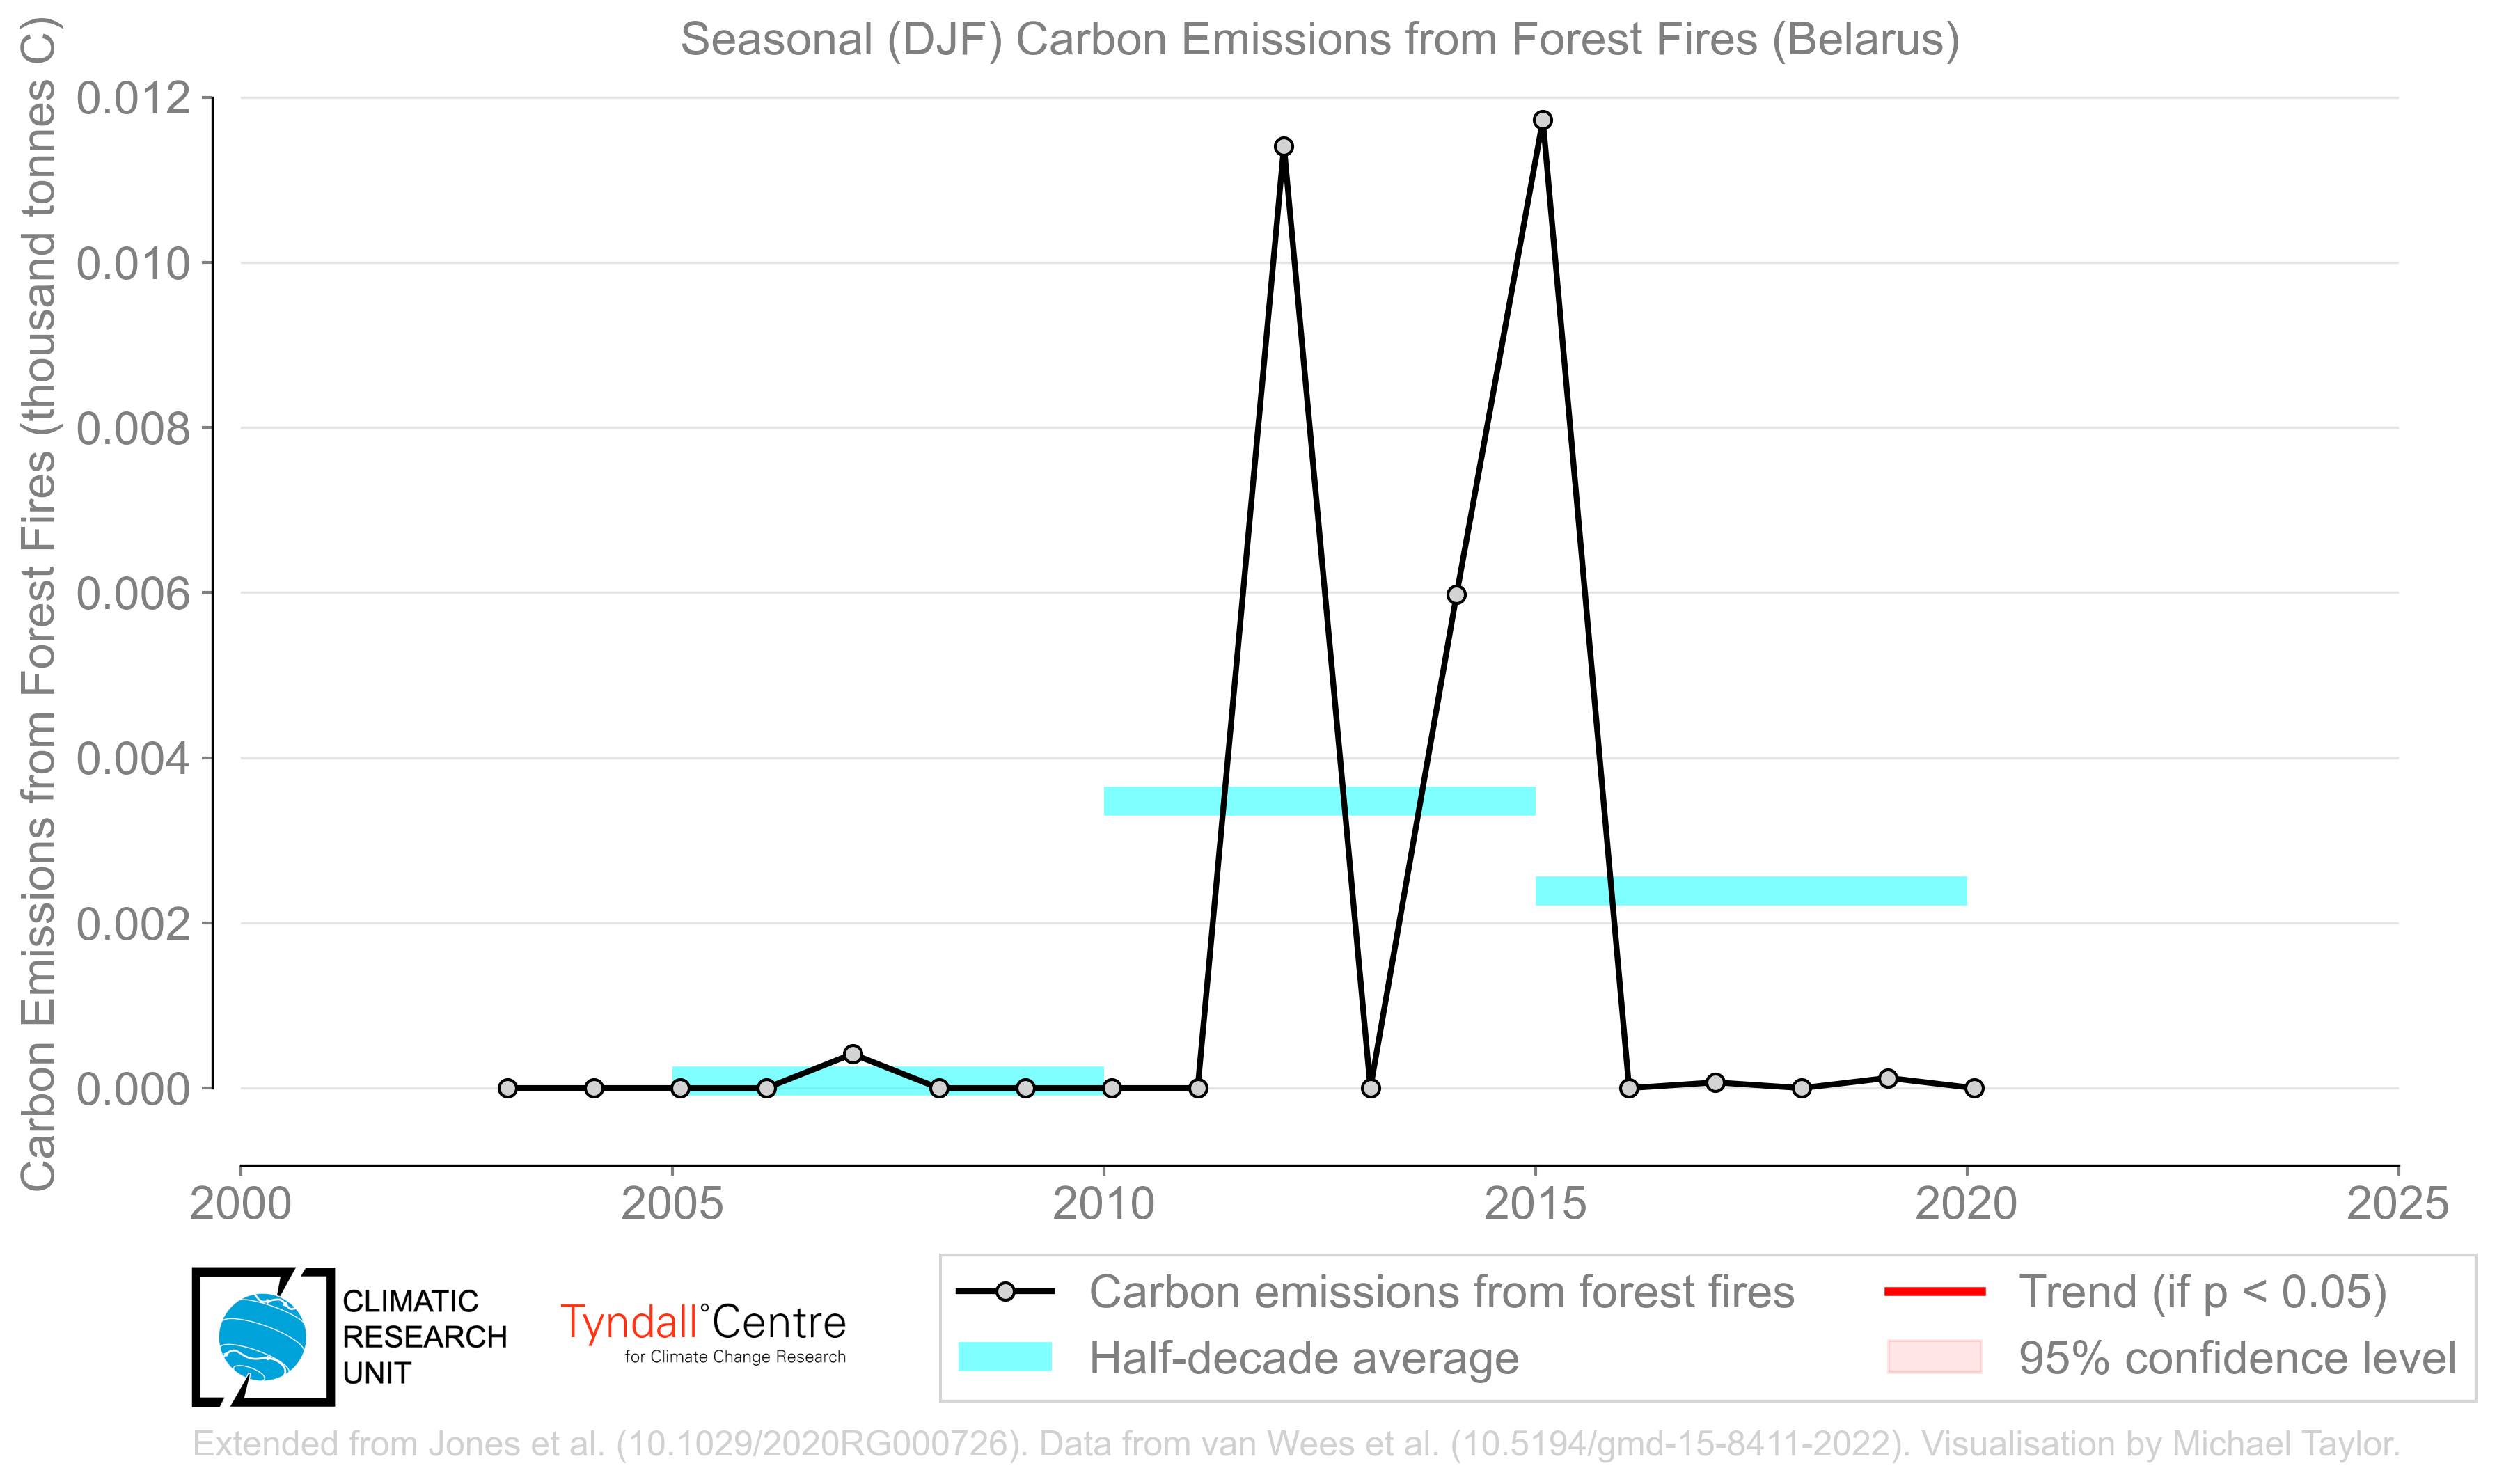 Seasonal (DJF) Carbon Emissions from Forest Fires (Belarus)
Carbon Emissions from Forest Fires (thousand tonnes C)
0.012
0.010
0.008
0.006
0.004
0.002
0.000
2000 2005 2010 2015 2020 2025
CLIMATIC
RESEARCH
UNIT
Tyndall°Centre
for Climate Change Research
Carbon emissions from forest fires
Half-decade average
Trend (if p < 0.05)
95% confidence level
Extended from Jones et al. (10.1029/2020RG000726). Data from van Wees et al. (10.5194/gmd-15-8411-2022). Visualisation by Michael Taylor.